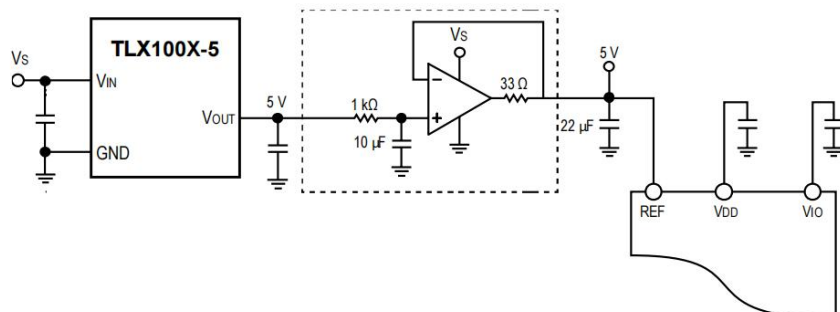 TLX100X-5
VS
VIN
VOUT
GND
5 V
1 kΩ
10 µF
VS
−
+
33 Ω
5 V
22 µF
REF
VDD
VIO